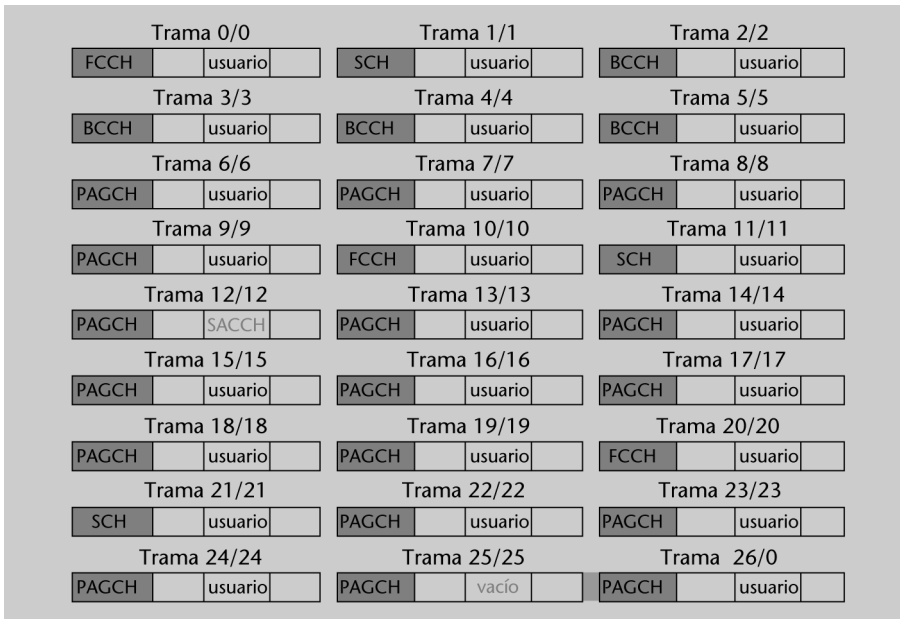 Trama 0/0 Trama 1/1 Trama 2/2
FCCH usuario SCH usuario BCCH usuario
Trama 3/3 Trama 4/4 Trama 5/5
BCCH usuario BCCH usuario BCCH usuario
Trama 6/6 Trama 7/7 Trama 8/8
PAGCH usuario PAGCH usuario PAGCH usuario
Trama 9/9 Trama 10/10 Trama 11/11
PAGCH usuario FCCH usuario SCH usuario
Trama 12/12 Trama 13/13 Trama 14/14
PAGCH SACCH PAGCH usuario PAGCH usuario
Trama 15/15 Trama 16/16 Trama 17/17
PAGCH usuario PAGCH usuario PAGCH usuario
Trama 18/18 Trama 19/19 Trama 20/20
PAGCH usuario PAGCH usuario FCCH usuario
Trama 21/21 Trama 22/22 Trama 23/23
SCH usuario PAGCH usuario PAGCH usuario
Trama 24/24 Trama 25/25 Trama 26/0
PAGCH usuario PAGCH vacío PAGCH usuario